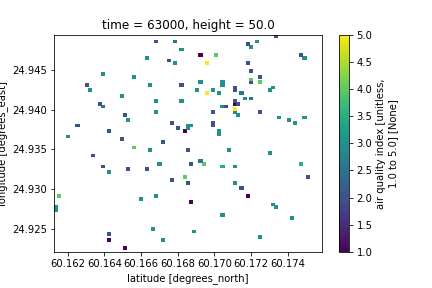 time = 63000, height = 50.0
24.945
24.940
24.935
24.930
24.925
longitude [degrees_east]
60.162 60.164 60.166 60.168 60.170 60.172 60.174
latitude [degrees_north]
5.0
4.5
4.0
3.5
3.0
2.5
2.0
1.5
1.0
air quality index [unitless,
1.0 to 5.0] [None]